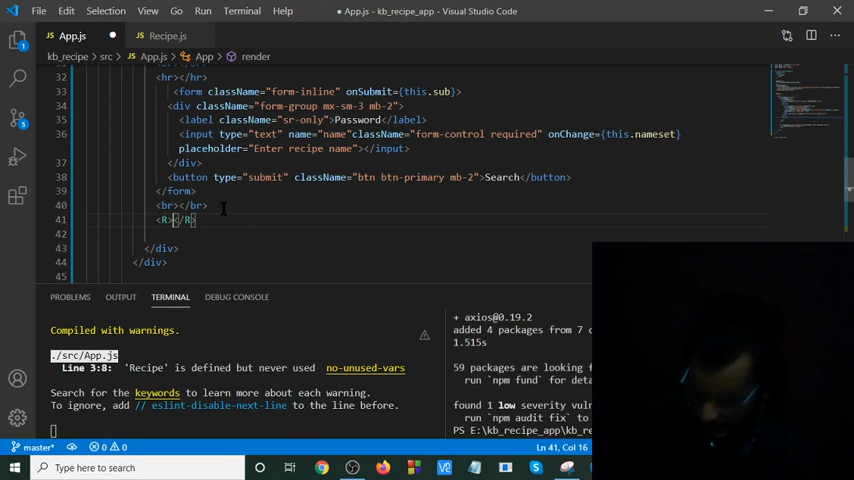 File Edit Selection View Go Run Terminal Help
● App.js - kb_recipe_app - Visual Studio Code
App.js ● Recipe.js
kb_recipe > src > App.js > App > render
32 <hr></hr>
33 <form className="form-inline" onSubmit={this.sub}>
34 <div className="form-group mx-sm-3 mb-2">
35 <label className="sr-only">Password</label>
36 <input type="text" name="name"className="form-control required" onChange={this.nameset}
placeholder="Enter recipe name"></input>
37 </div>
38 <button type="submit" className="btn btn-primary mb-2">Search</button>
39 </form>
40 <br></br>
41 <R></R>
42
43 </div>
44 </div>
45
PROBLEMS OUTPUT TERMINAL DEBUG CONSOLE
Compiled with warnings.
./src/App.js
Line 3:8: 'Recipe' is defined but never used no-unused-vars
Search for the keywords to learn more about each warning.
To ignore, add // eslint-disable-next-line to the line before.
+ axios@0.19.2
added 4 packages from 7 c
1.515s
59 packages are looking f
run `npm fund` for deta
found 1 low severity vuln
run `npm audit fix` to
PS E:\kb_recipe_app\kb_re
5
master* 0 0 Ln 41, Col 16
Type here to search